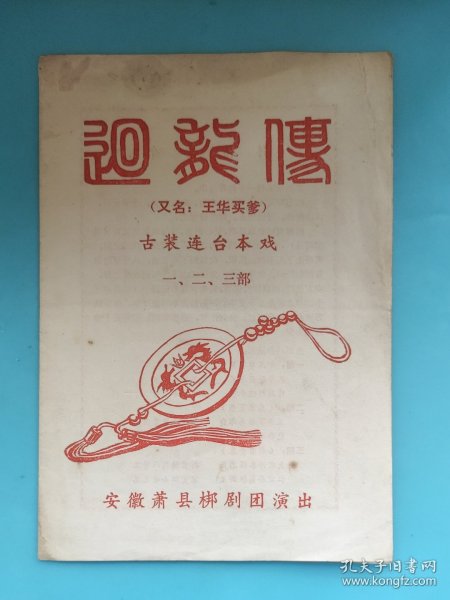 迴龍傳
（又名：王华买爹）
古装连台本戏
一、二、三部
安徽萧县梆剧团演出
孔夫子旧书网
www.kongfz.com